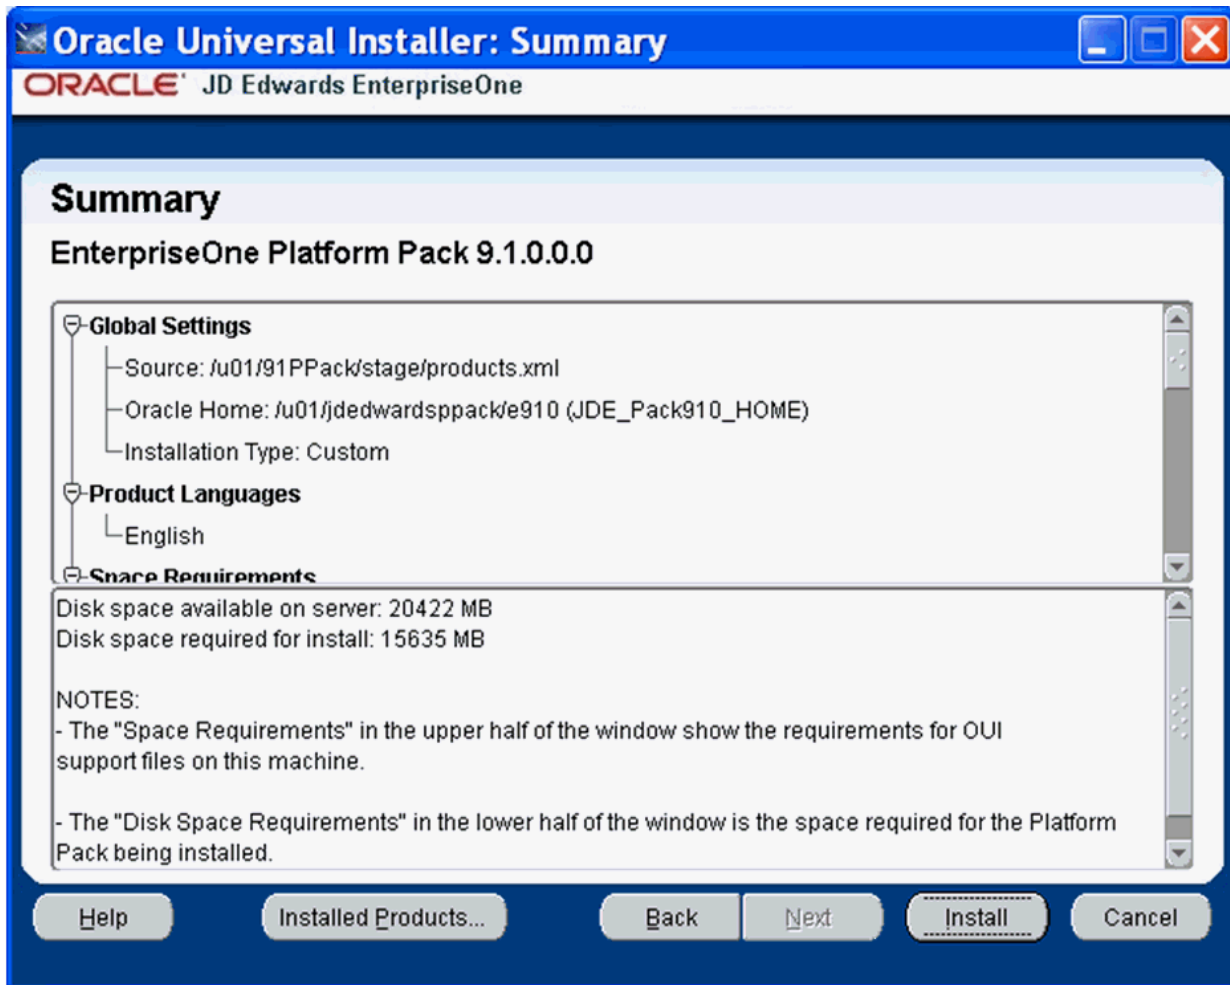 Oracle Universal Installer: Summary
ORACLE JD Edwards EnterpriseOne
Summary
EnterpriseOne Platform Pack 9.1.0.0.0
Global Settings
Source: /u01/91PPack/stage/products.xml
Oracle Home: /u01/jdedwardsppack/e910 (JDE_Pack910_HOME)
Installation Type: Custom
Product Languages
English
Space Requirements
Disk space available on server: 20422 MB
Disk space required for install: 15635 MB
NOTES:
- The "Space Requirements" in the upper half of the window show the requirements for OUI
support files on this machine.
- The "Disk Space Requirements" in the lower half of the window is the space required for the Platform
Pack being installed.
Help Installed Products... Back Next Install Cancel